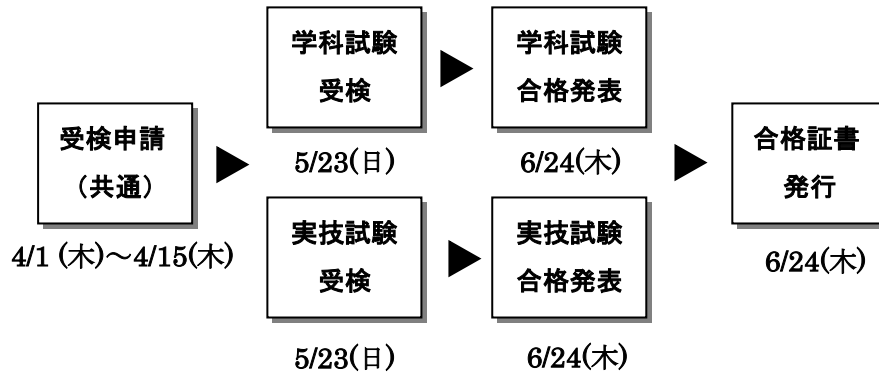 受検申請
(共通)
4/1 (木)～4/15(木)
学科試験
受検
5/23(日)
学科試験
合格発表
6/24(木)
実技試験
受検
5/23(日)
実技試験
合格発表
6/24(木)
合格証書
発行
6/24(木)